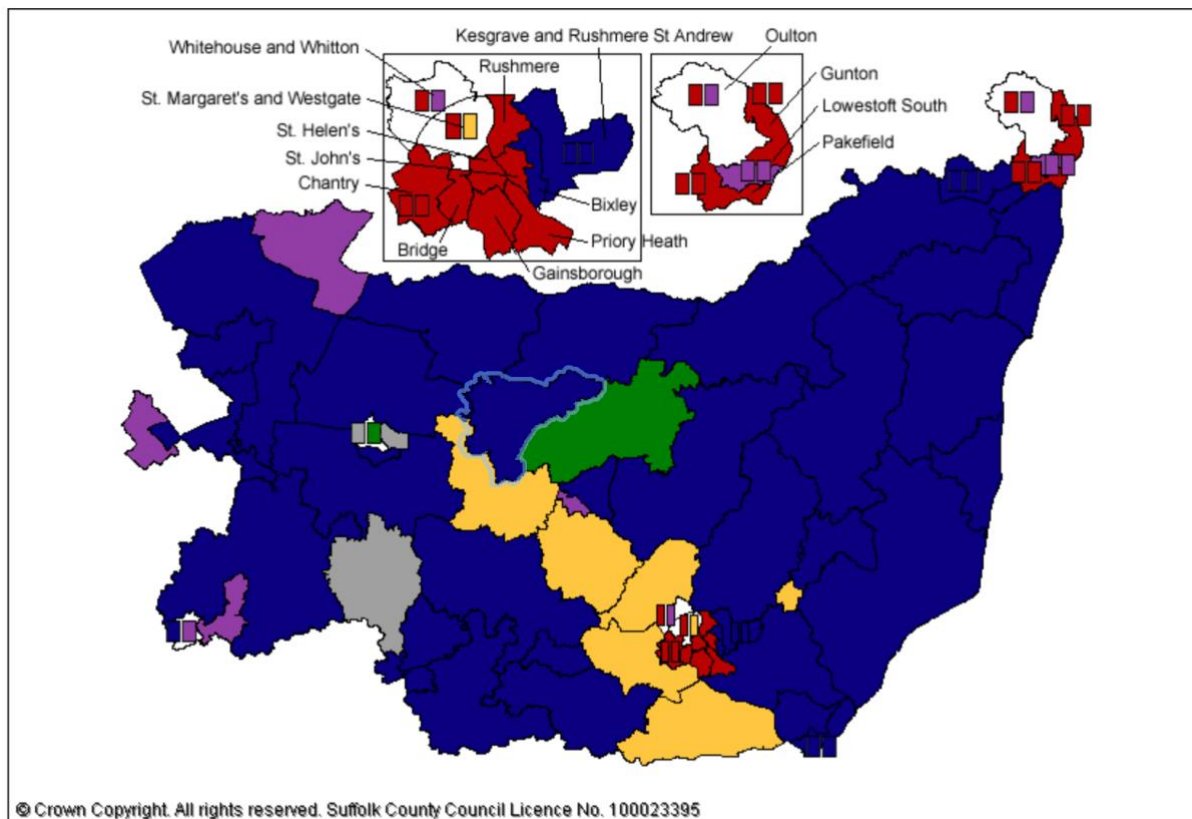 Kesgrave and Rushmere St Andrew
Oulton
Whitehouse and Whitton
Rushmere
Gunton
St. Margaret's and Westgate
Lowestoft South
St. Helen's
Pakefield
St. John's
Chantry
Bixley
Bridge
Priory Heath
Gainsborough
© Crown Copyright. All rights reserved. Suffolk County Council Licence No. 100023395